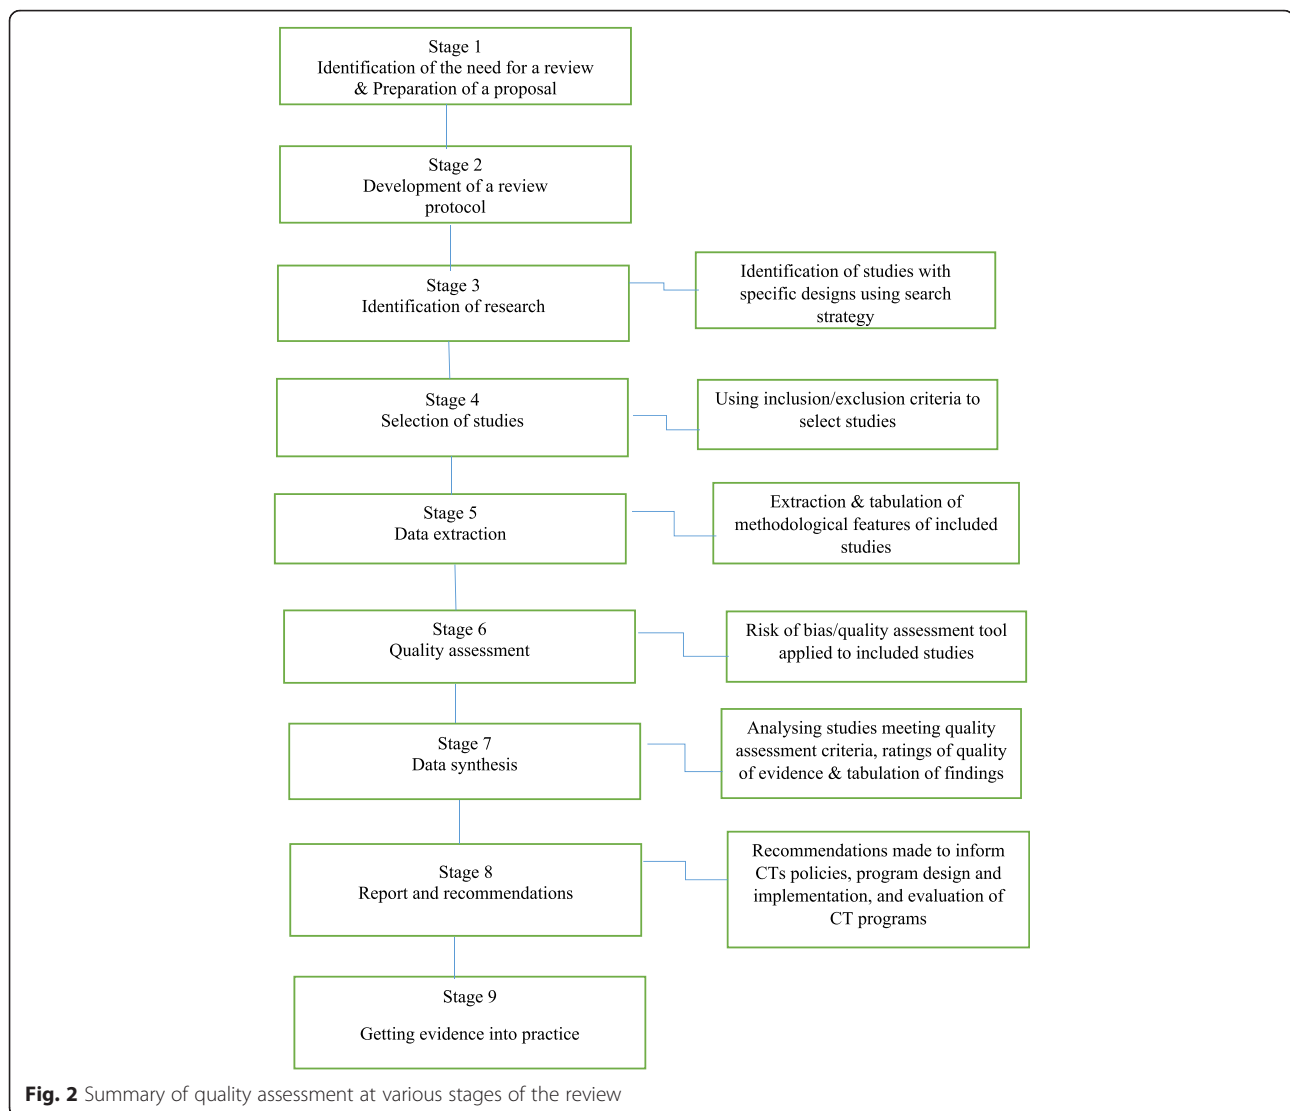 Stage 1
Identification of the need for a review
& Preparation of a proposal
Stage 2
Development of a review
protocol
Stage 3
Identification of research
Identification of studies with
specific designs using search
strategy
Stage 4
Selection of studies
Using inclusion/exclusion criteria to
select studies
Stage 5
Data extraction
Extraction & tabulation of
methodological features of included
studies
Stage 6
Quality assessment
Risk of bias/quality assessment tool
applied to included studies
Stage 7
Data synthesis
Analysing studies meeting quality
assessment criteria, ratings of quality
of evidence & tabulation of findings
Stage 8
Report and recommendations
Recommendations made to inform
CTs policies, program design and
implementation, and evaluation of
CT programs
Stage 9
Getting evidence into practice
Fig. 2 Summary of quality assessment at various stages of the review